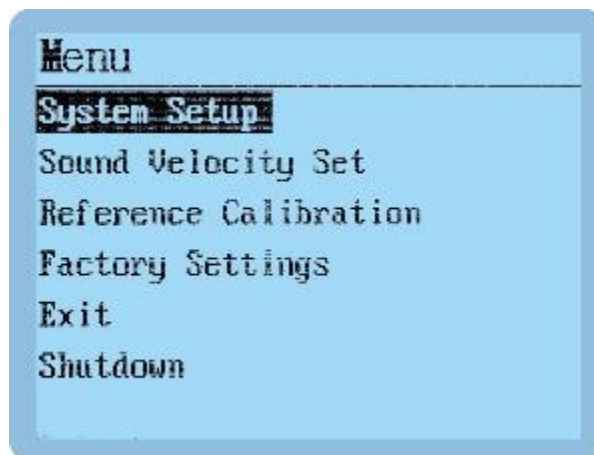 Menu
System Setup
Sound Velocity Set
Reference Calibration
Factory Settings
Exit
Shutdown